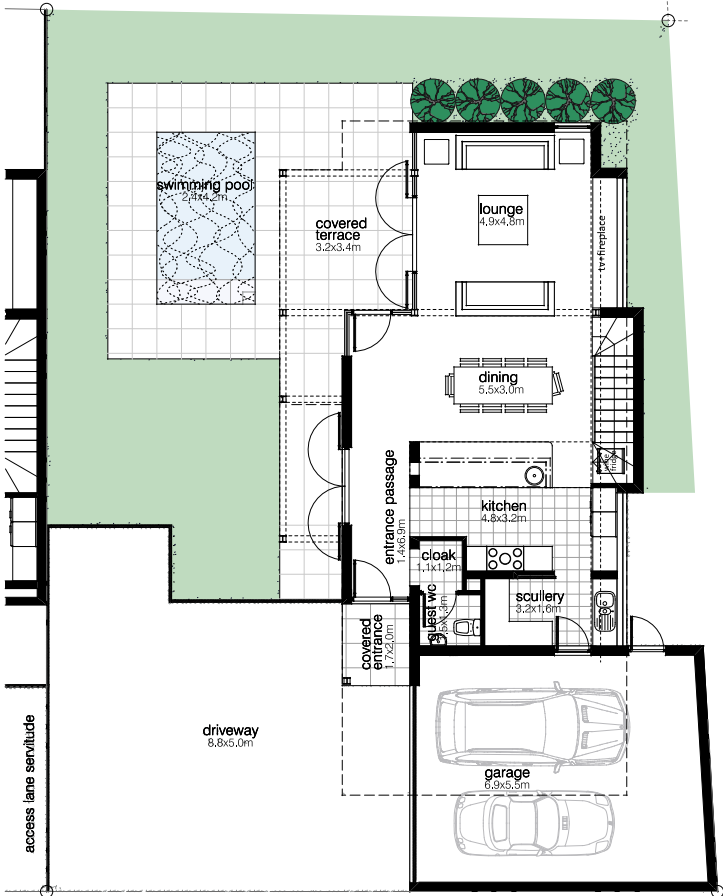 swimming pool
2.4x4.2m
covered
terrace
3.2x3.4m
lounge
4.9x4.8m
tv+fireplace
dining
5.5x3.0m
entrance passage
1.4x6.9m
fridge
kitchen
4.8x3.2m
cloak
1.1x1.2m
guest wc
scullery
3.2x1.6m
covered
entrance
1.7x2.0m
driveway
8.8x5.0m
garage
6.9x5.5m
access lane servitude